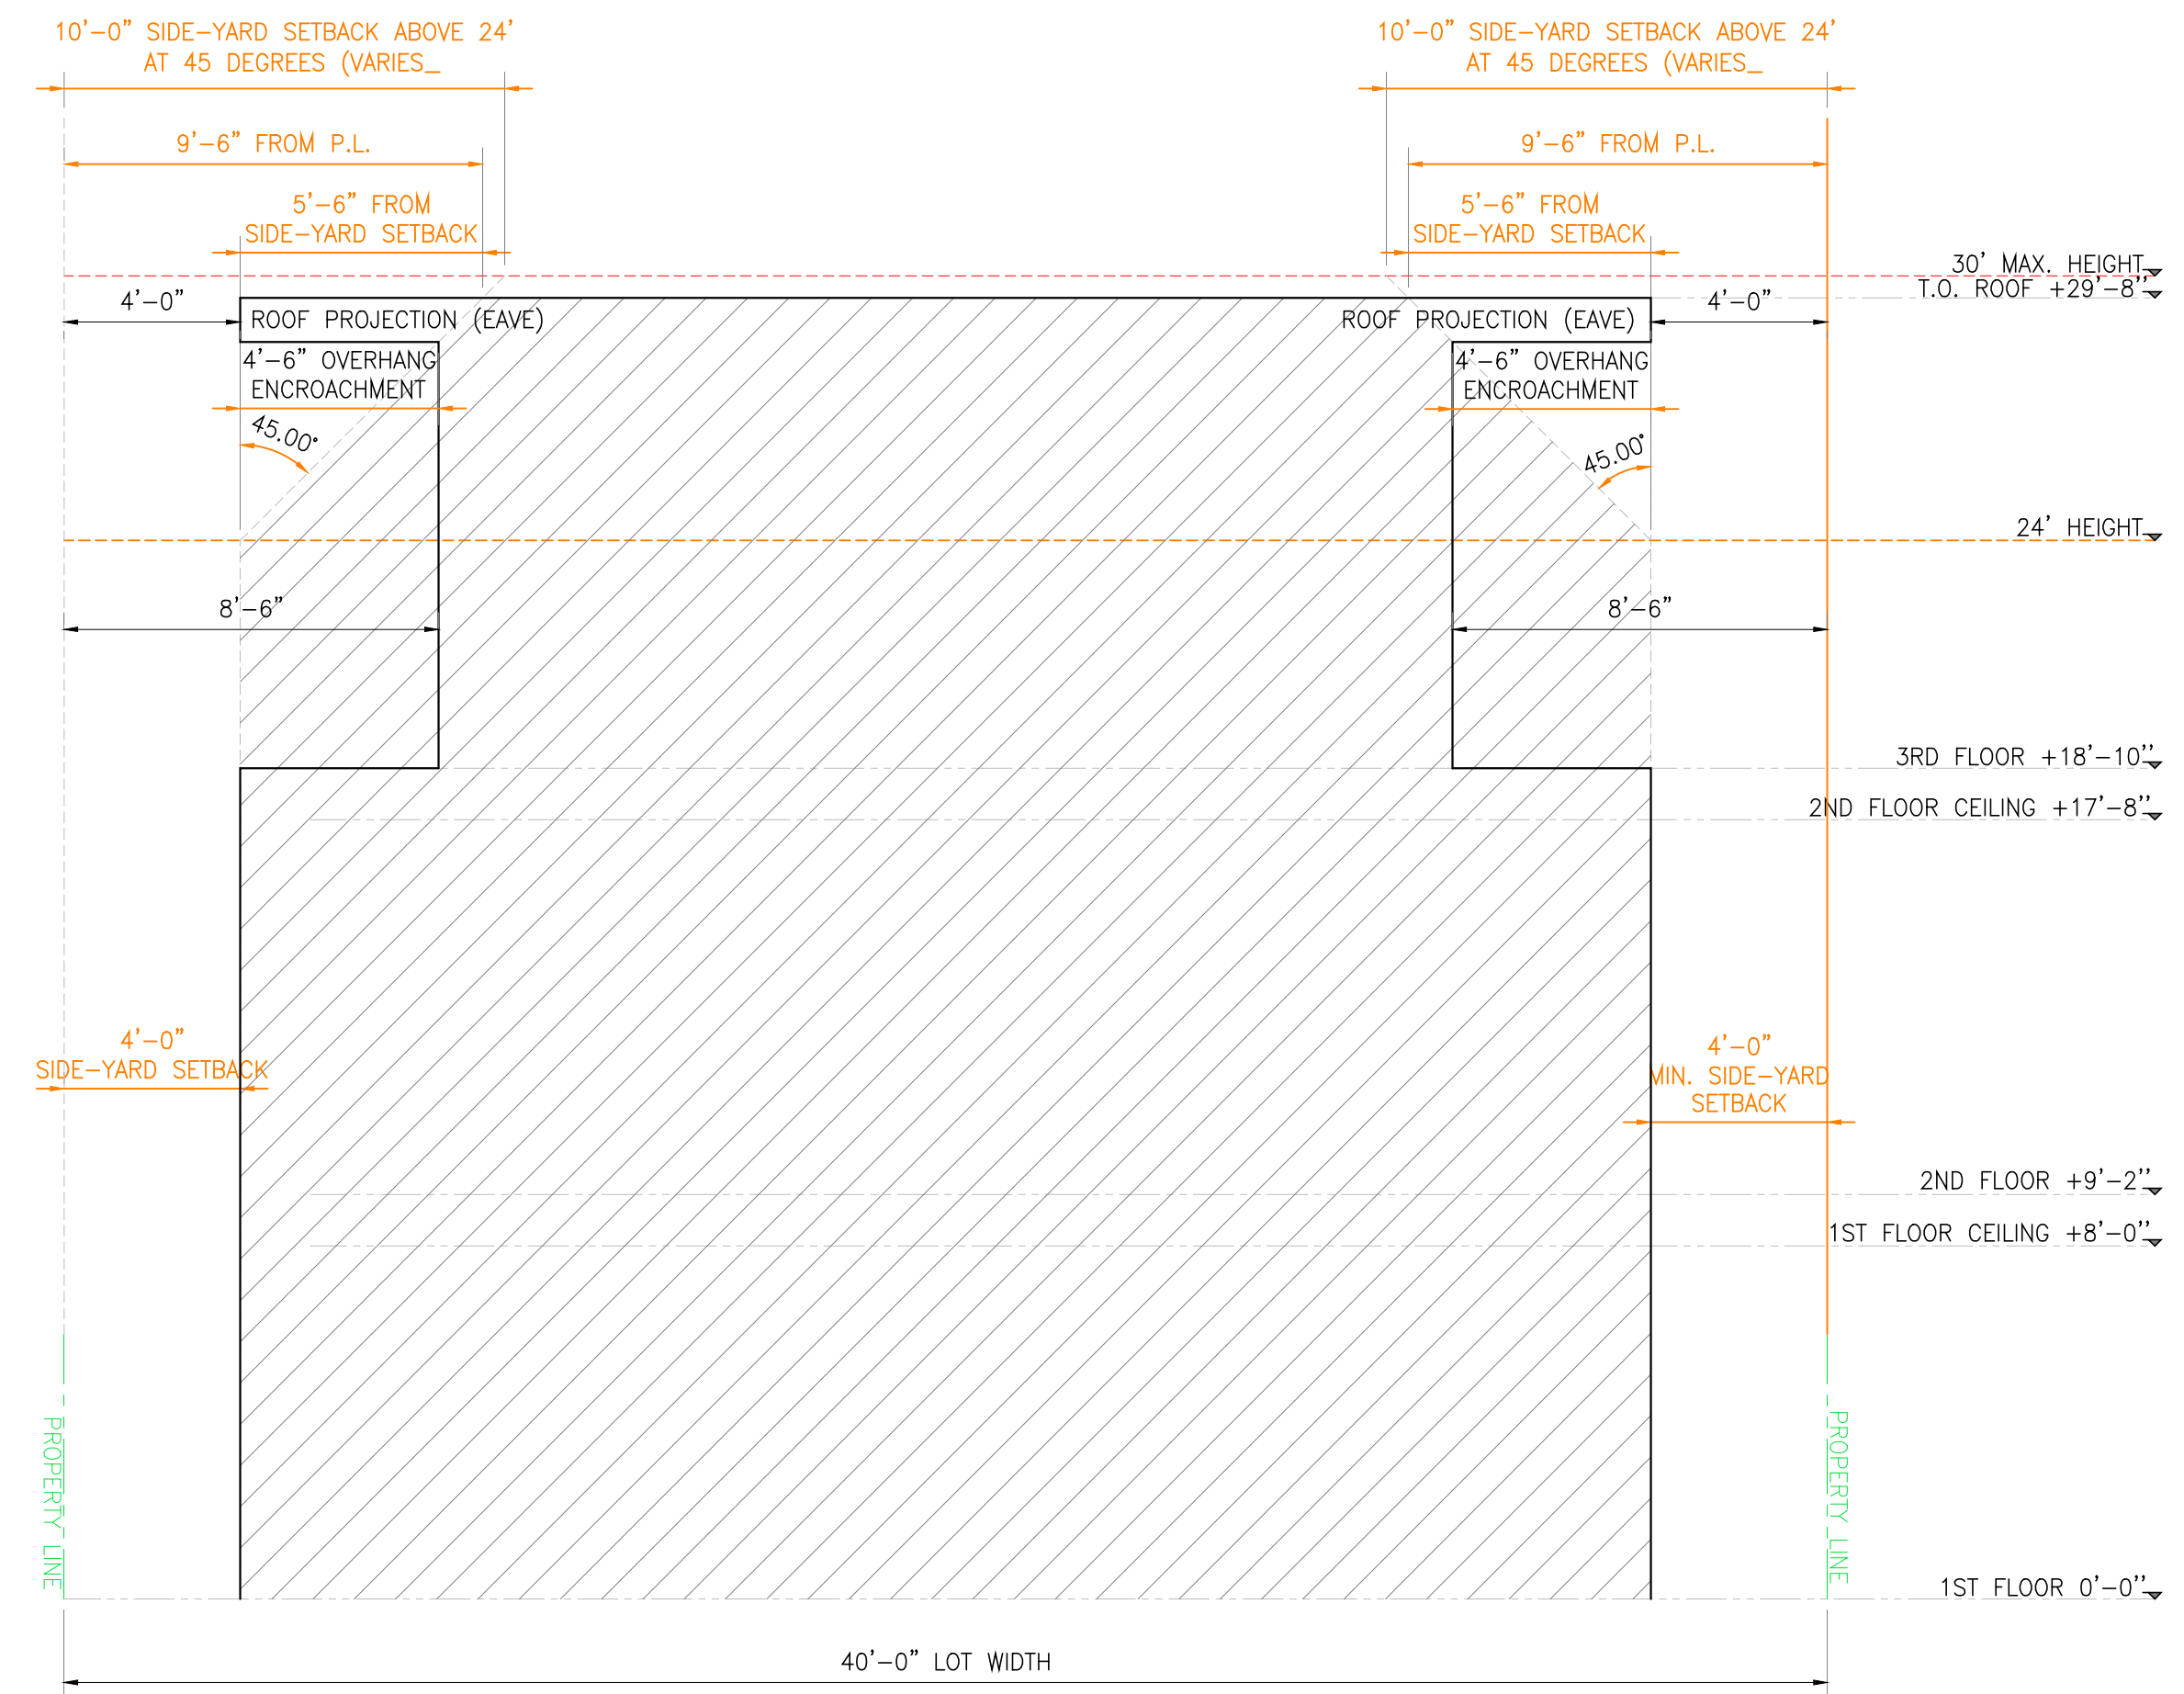 10'-0" SIDE-YARD SETBACK ABOVE 24'
AT 45 DEGREES (VARIES_
10'-0" SIDE-YARD SETBACK ABOVE 24'
AT 45 DEGREES (VARIES_
9'-6" FROM P.L.
9'-6" FROM P.L.
5'-6" FROM
SIDE-YARD SETBACK
5'-6" FROM
SIDE-YARD SETBACK
30' MAX. HEIGHT
T.O. ROOF +29'-8''
4'-0"
ROOF PROJECTION (EAVE)
ROOF PROJECTION (EAVE)
4'-0"
4'-6" OVERHANG
ENCROACHMENT
4'-6" OVERHANG
ENCROACHMENT
45.00°
45.00°
24' HEIGHT
8'-6"
8'-6"
3RD FLOOR +18'-10''
2ND FLOOR CEILING +17'-8''
4'-0"
SIDE-YARD SETBACK
4'-0"
MIN. SIDE-YARD
SETBACK
2ND FLOOR +9'-2''
1ST FLOOR CEILING +8'-0''
PROPERTY LINE
PROPERTY LINE
1ST FLOOR 0'-0''
40'-0" LOT WIDTH